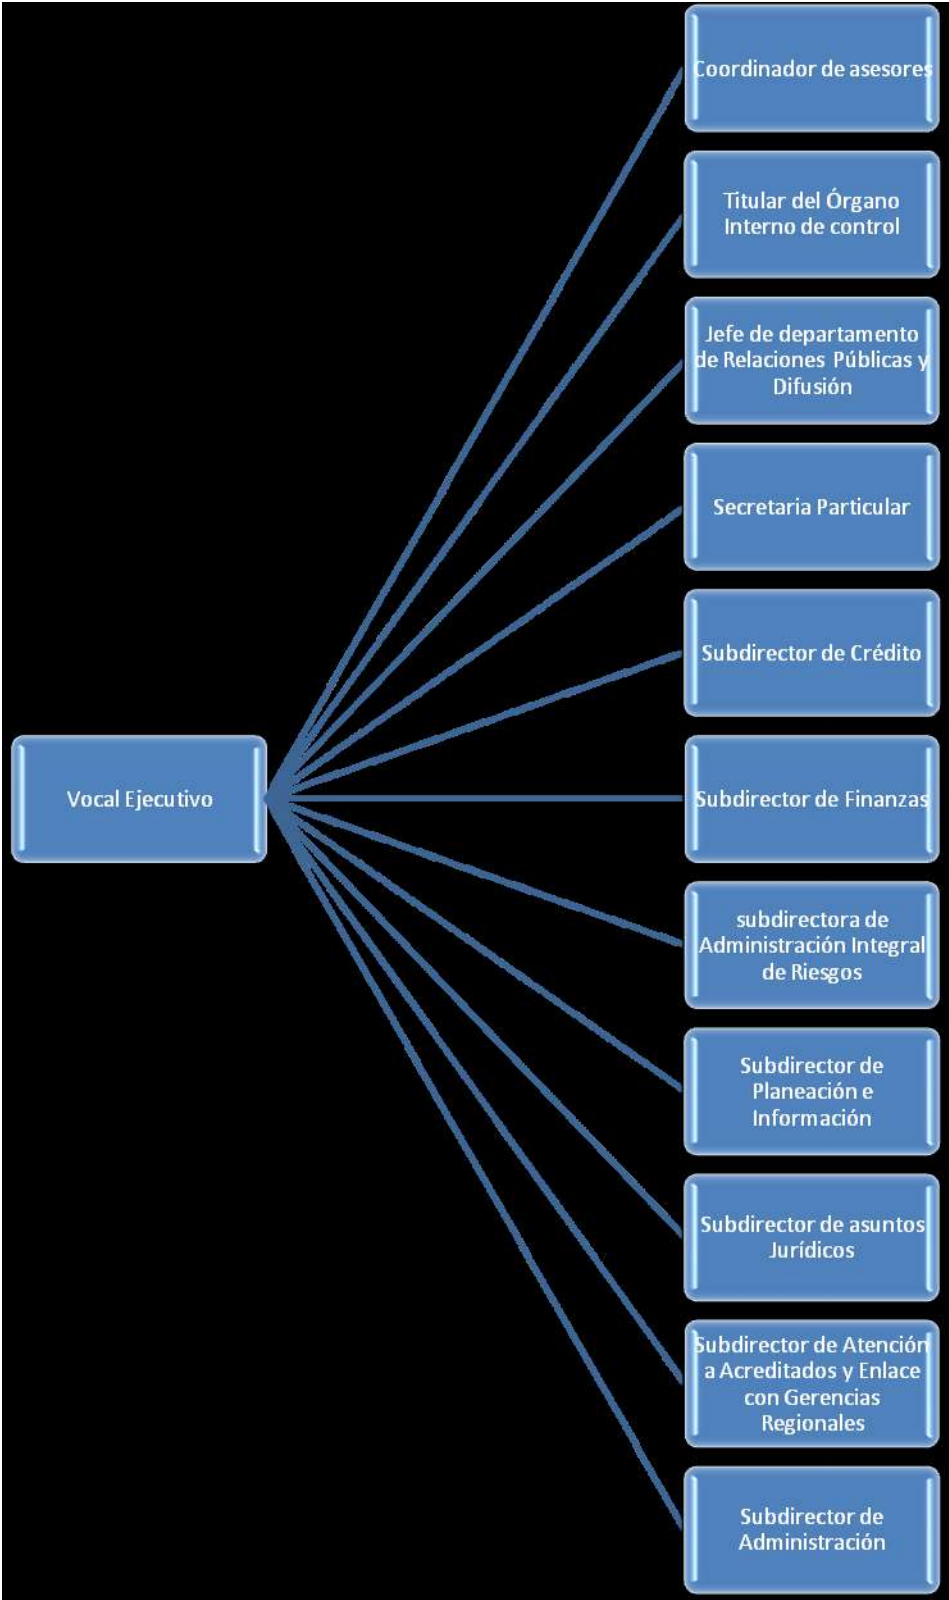 Coordinador de asesores
Titular del Órgano
Interno de control
Jefe de departamento
de Relaciones Públicas y
Difusión
Secretaria Particular
Subdirector de Crédito
Vocal Ejecutivo
Subdirector de Finanzas
subdirectora de
Administración Integral
de Riesgos
Subdirector de
Planeación e
Información
Subdirector de asuntos
Jurídicos
Subdirector de Atención
a Acreditados y Enlace
con Gerencias
Regionales
Subdirector de
Administración